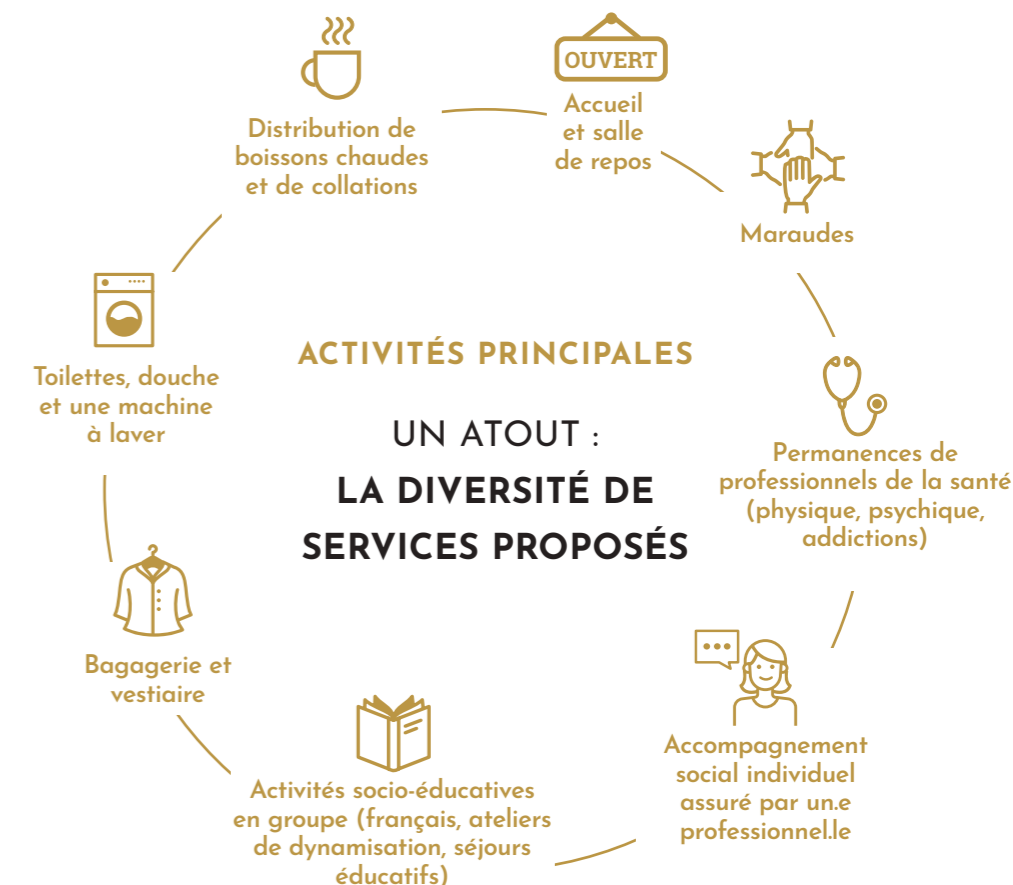 OUVERT
Accueil
et salle
de repos
Maraudes
Permanences de
professionnels de la santé
(physique, psychique,
addictions)
Accompagnement
social individuel
assuré par un.e
professionnel.le
Activités socio-éducatives
en groupe (français, ateliers
de dynamisation, séjours
éducatifs)
Bagagerie et
vestiaire
Toilettes, douche
et une machine
à laver
Distribution de
boissons chaudes
et de collations
ACTIVITÉS PRINCIPALES
UN ATOUT :
LA DIVERSITÉ DE
SERVICES PROPOSÉS